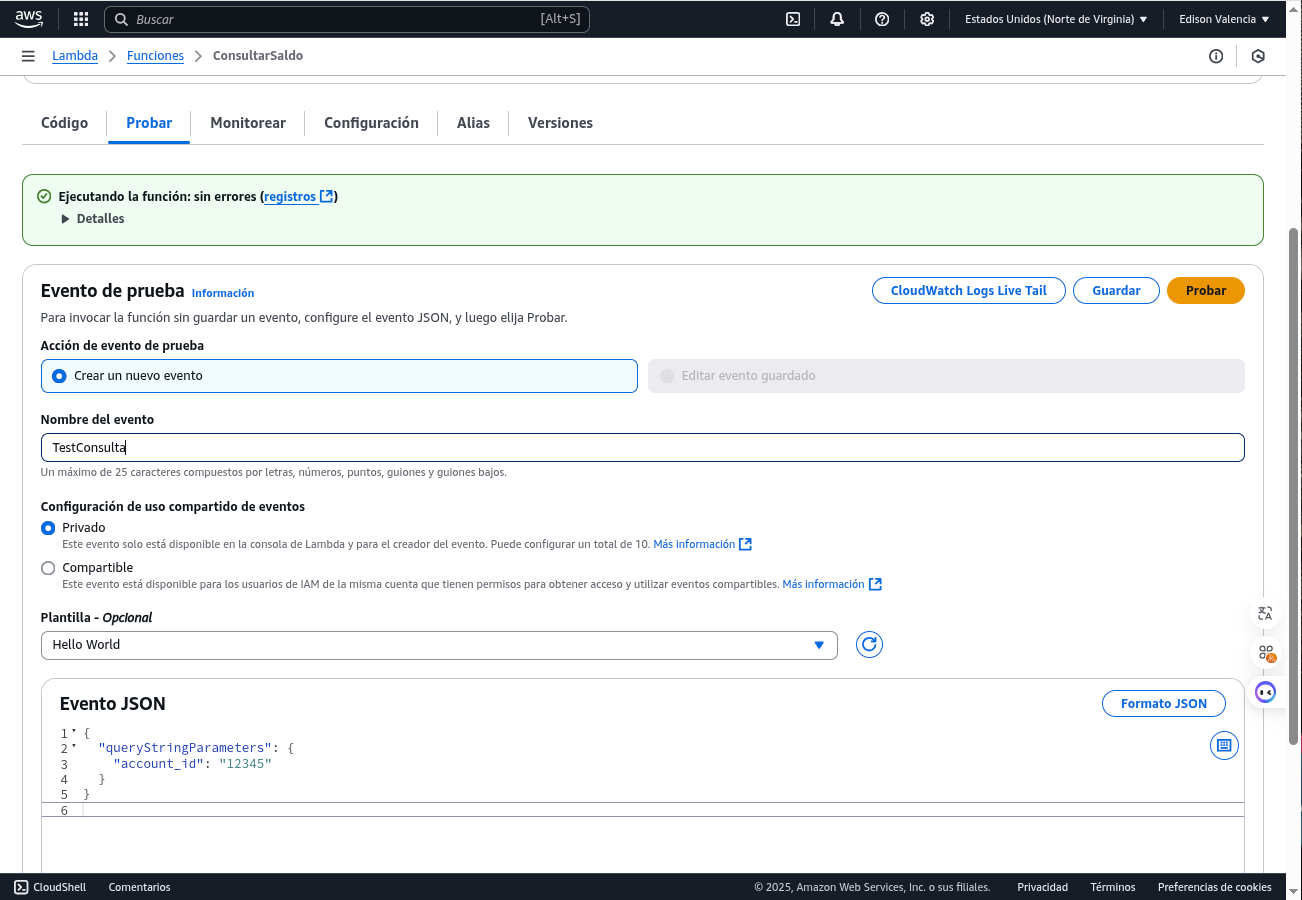 aws Buscar [Alt+S] Estados Unidos (Norte de Virginia) Edison Valencia
Lambda Funciones ConsultarSaldo
Código Probar Monitorear Configuración Alias Versiones
Ejecutando la función: sin errores (registros)
Detalles
Evento de prueba Información CloudWatch Logs Live Tail Guardar Probar
Para invocar la función sin guardar un evento, configure el evento JSON, y luego elija Probar.
Acción de evento de prueba
Crear un nuevo evento Editar evento guardado
Nombre del evento
TestConsulta
Un máximo de 25 caracteres compuestos por letras, números, puntos, guiones y guiones bajos.
Configuración de uso compartido de eventos
Privado
Este evento solo está disponible en la consola de Lambda y para el creador del evento. Puede configurar un total de 10. Más información
Compartible
Este evento está disponible para los usuarios de IAM de la misma cuenta que tienen permisos para obtener acceso y utilizar eventos compartibles. Más información
Plantilla - Opcional
Hello World
Evento JSON Formato JSON
1 {
2 "queryStringParameters": {
3 "account_id": "12345"
4 }
5 }
6
CloudShell Comentarios © 2025, Amazon Web Services, Inc. o sus filiales. Privacidad Términos Preferencias de cookies